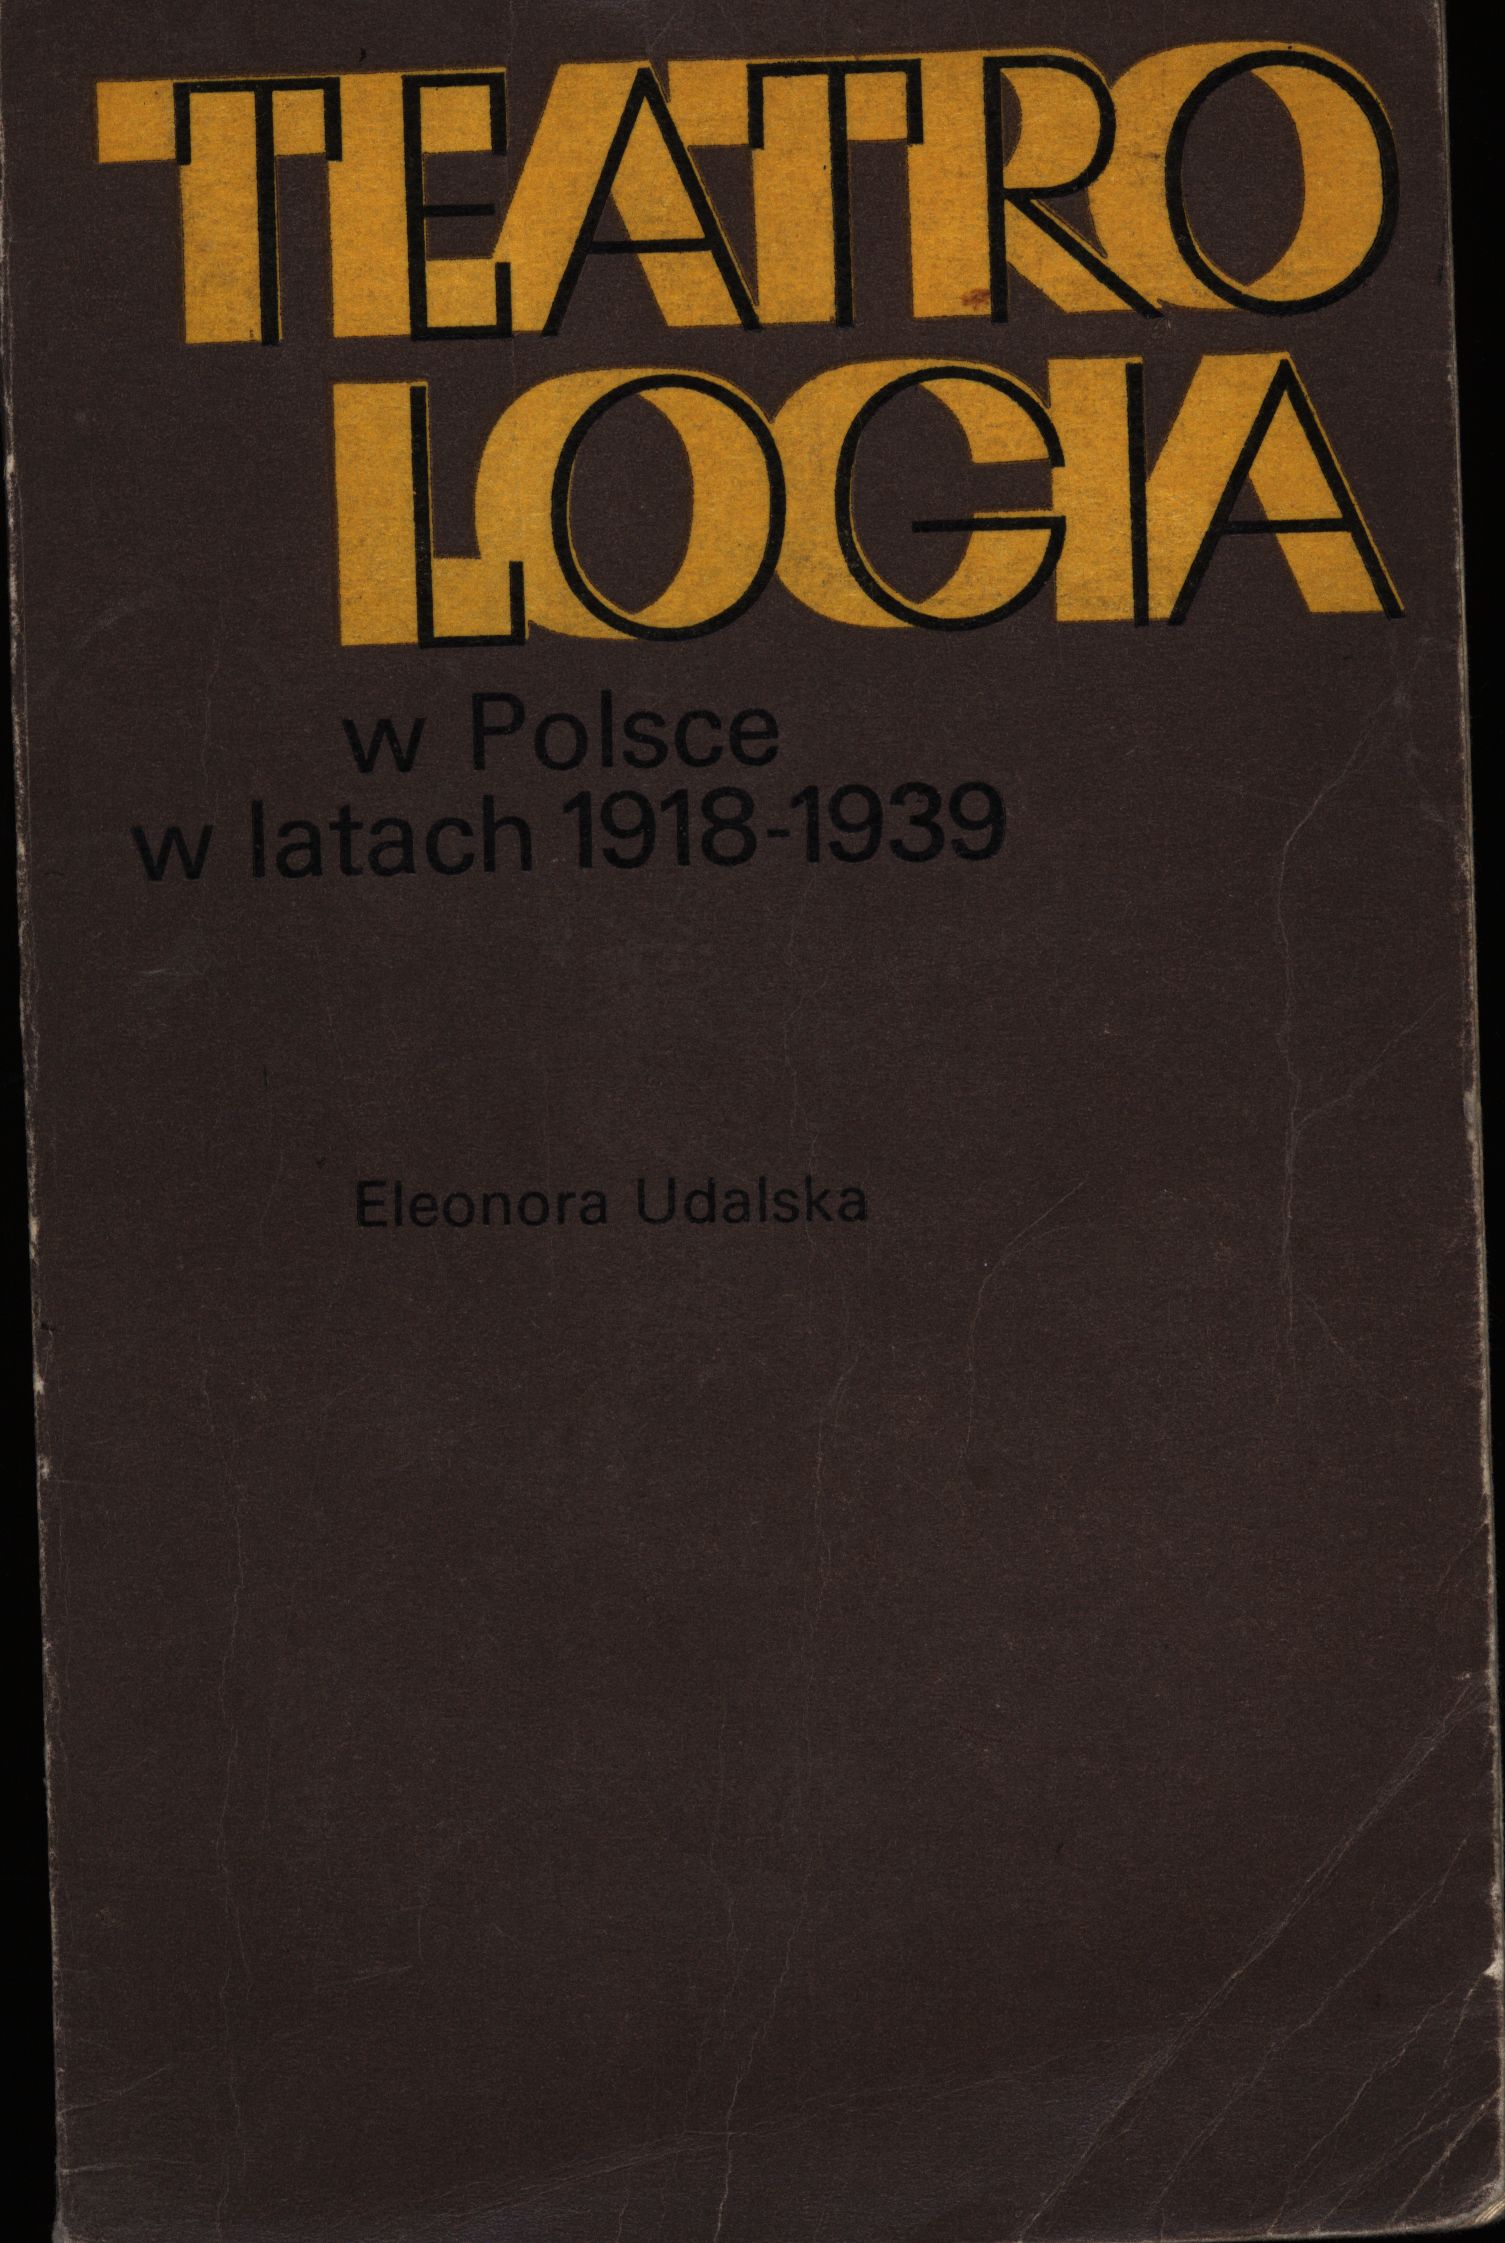 TEATRO
LOGIA
w Polsce
w latach 1918-1939
Eleonora Udalska